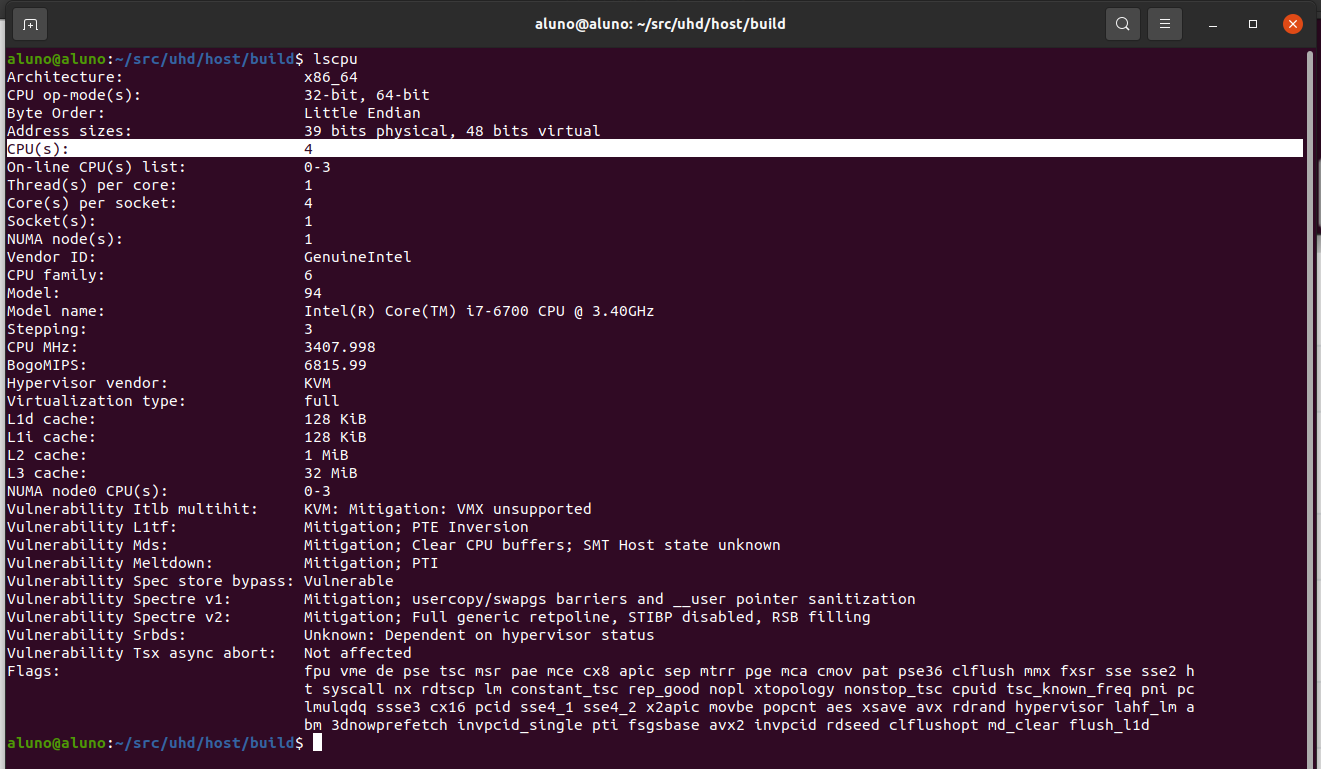 aluno@aluno: ~/src/uhd/host/build
aluno@aluno:~/src/uhd/host/build$ lscpu
Architecture:                    x86_64
CPU op-mode(s):                  32-bit, 64-bit
Byte Order:                      Little Endian
Address sizes:                   39 bits physical, 48 bits virtual
CPU(s):                          4
On-line CPU(s) list:             0-3
Thread(s) per core:              1
Core(s) per socket:              4
Socket(s):                       1
NUMA node(s):                    1
Vendor ID:                       GenuineIntel
CPU family:                      6
Model:                           94
Model name:                      Intel(R) Core(TM) i7-6700 CPU @ 3.40GHz
Stepping:                        3
CPU MHz:                         3407.998
BogoMIPS:                        6815.99
Hypervisor vendor:               KVM
Virtualization type:             full
L1d cache:                       128 KiB
L1i cache:                       128 KiB
L2 cache:                        1 MiB
L3 cache:                        32 MiB
NUMA node0 CPU(s):               0-3
Vulnerability Itlb multihit:     KVM: Mitigation: VMX unsupported
Vulnerability L1tf:              Mitigation; PTE Inversion
Vulnerability Mds:               Mitigation; Clear CPU buffers; SMT Host state unknown
Vulnerability Meltdown:          Mitigation; PTI
Vulnerability Spec store bypass: Vulnerable
Vulnerability Spectre v1:        Mitigation; usercopy/swapgs barriers and __user pointer sanitization
Vulnerability Spectre v2:        Mitigation; Full generic retpoline, STIBP disabled, RSB filling
Vulnerability Srbds:             Unknown: Dependent on hypervisor status
Vulnerability Tsx async abort:   Not affected
Flags:                           fpu vme de pse tsc msr pae mce cx8 apic sep mtrr pge mca cmov pat pse36 clflush mmx fxsr sse sse2 h
t syscall nx rdtscp lm constant_tsc rep_good nopl xtopology nonstop_tsc cpuid tsc_known_freq pni pc
lmulqdq ssse3 cx16 pcid sse4_1 sse4_2 x2apic movbe popcnt aes xsave avx rdrand hypervisor lahf_lm a
bm 3dnowprefetch invpcid_single pti fsgsbase avx2 invpcid rdseed clflushopt md_clear flush_l1d
aluno@aluno:~/src/uhd/host/build$